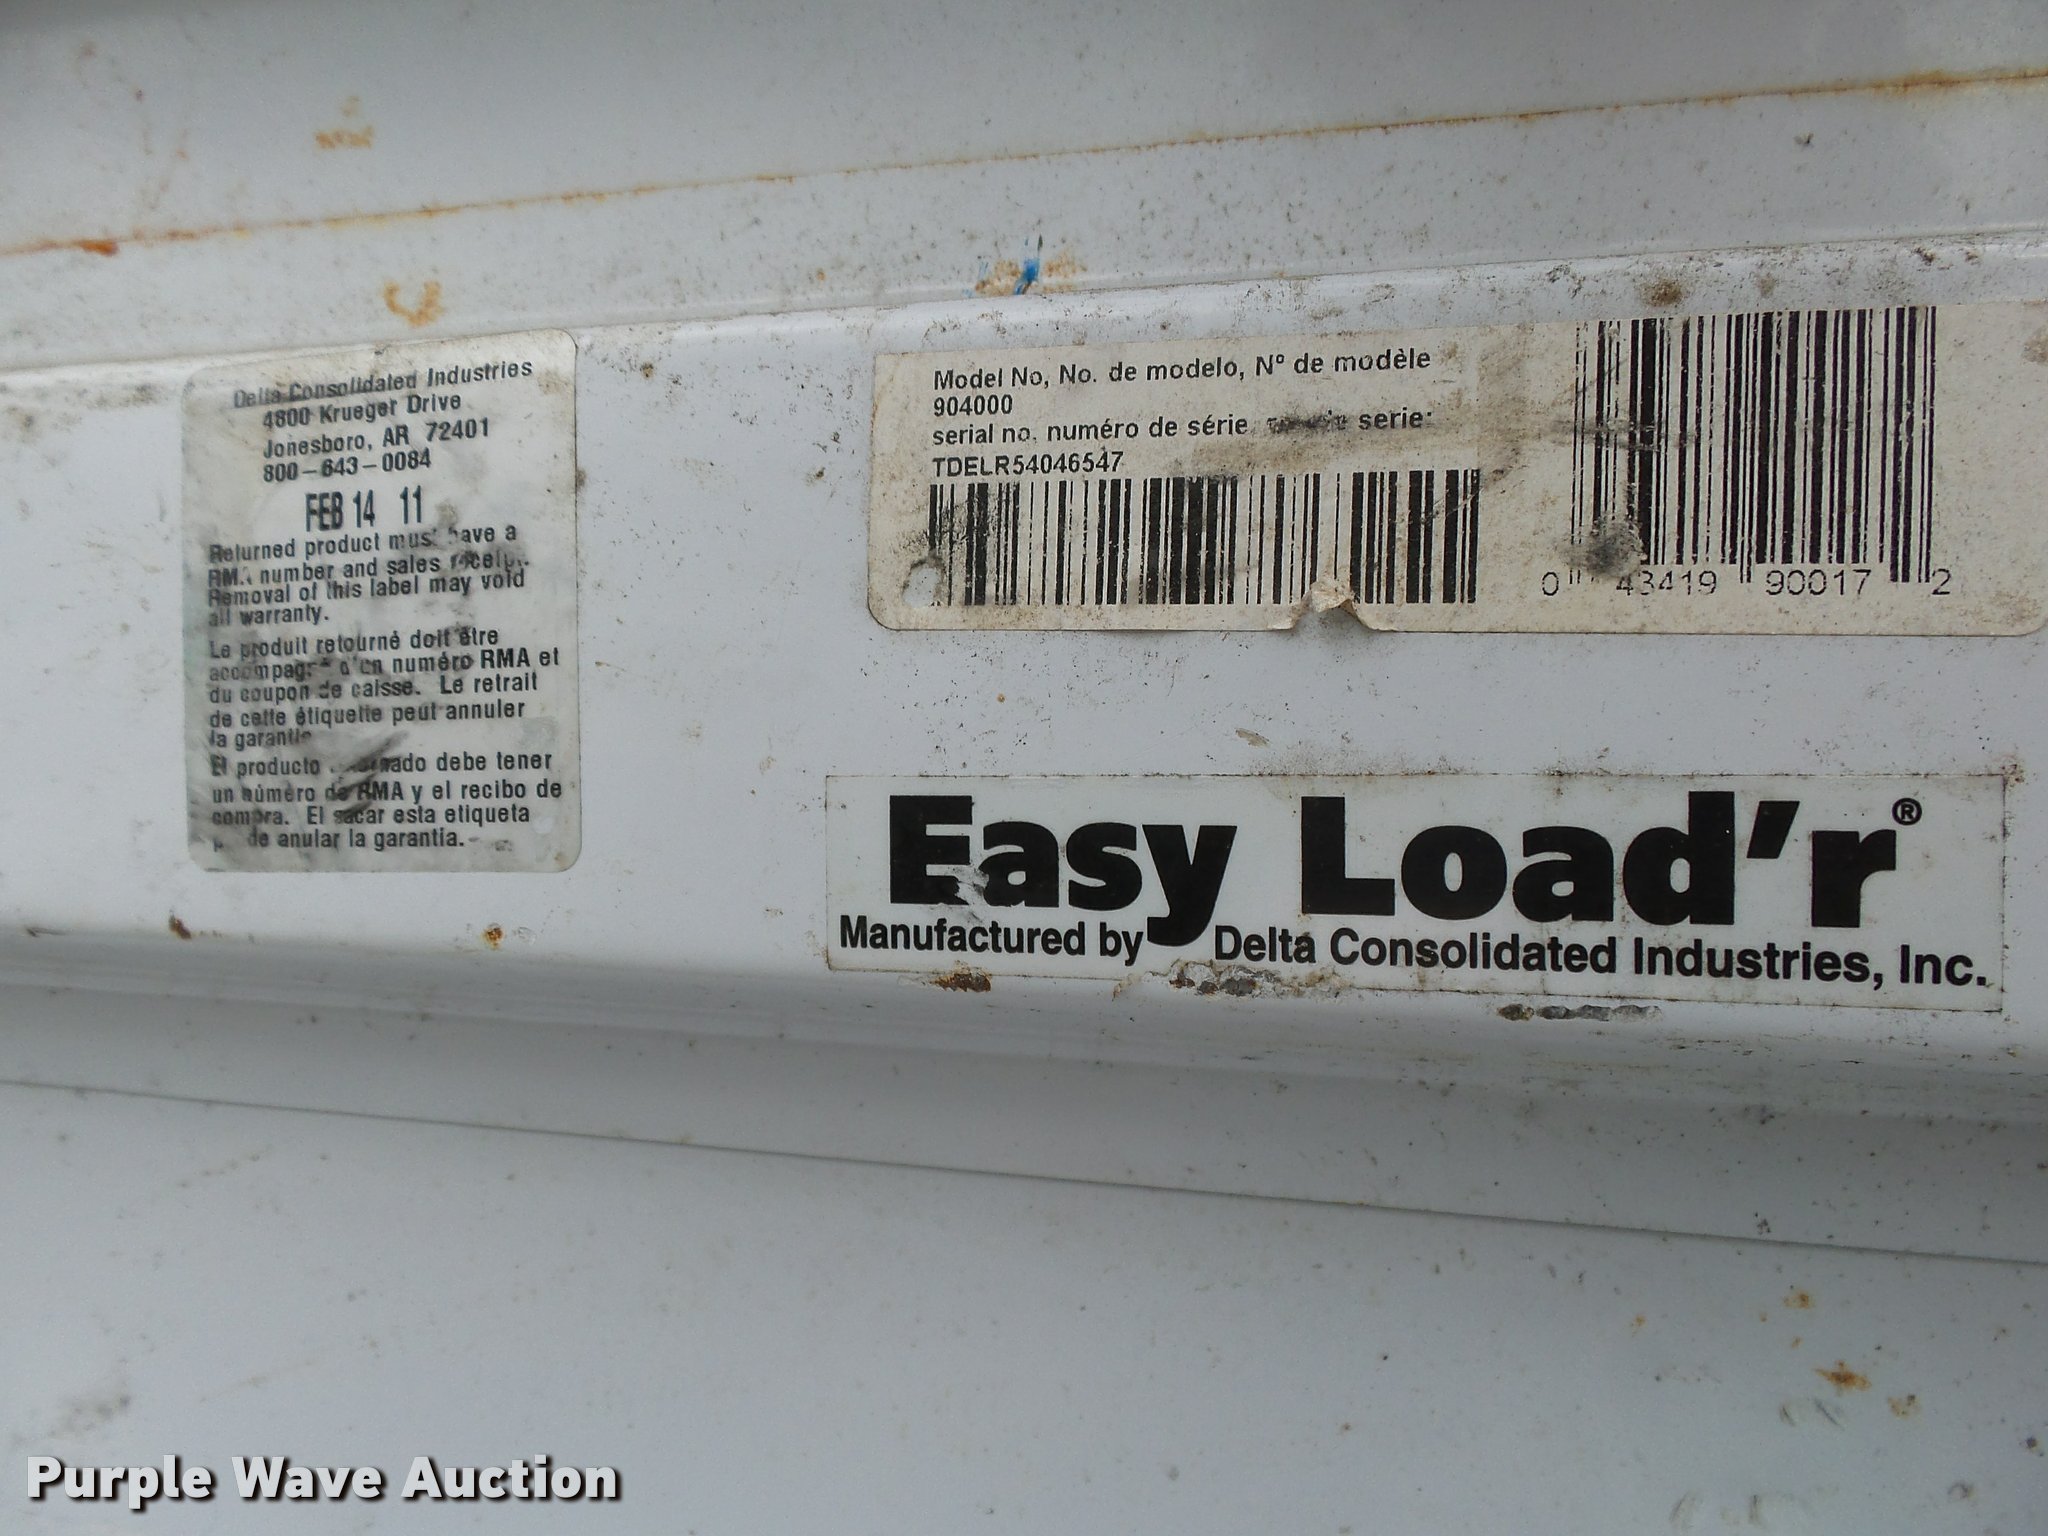 Delta Consolidated Industries
4800 Krueger Drive
Jonesboro, AR 72401
800-643-0084
FEB 14 11
Returned product must have a
number and sales
Removal of this label may void
all warranty.
Le produit retourné doit être
numéro RMA et
du coupon de caisse. Le retrait
de cette étiquette peut annuler
la
El producto debe tener
un número de RMA y el recibo de
compra. El sacar esta etiqueta
anular la garantía.
Model No, No. de modelo, Nº de modèle
904000
serial no. numéro de série serie:
TDELR54046547
0 43419 90017 2
Easy Load'r®
Manufactured by Delta Consolidated Industries, Inc.
Purple Wave Auction